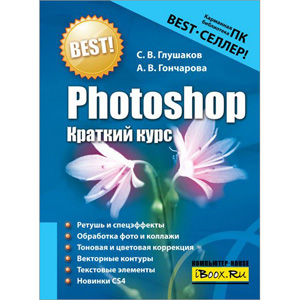 BEST!
С. В. Глушаков
А. В. Гончарова
Карманная ПК
библиотека
BEST-СЕЛЛЕР!
Photoshop
Краткий курс
Ретушь и спецэффекты
Обработка фото и коллажи
Тоновая и цветовая коррекция
Векторные контуры
Текстовые элементы
Новинки CS4
КОМПЬЮТЕР-HOUSE
iBoox.Ru